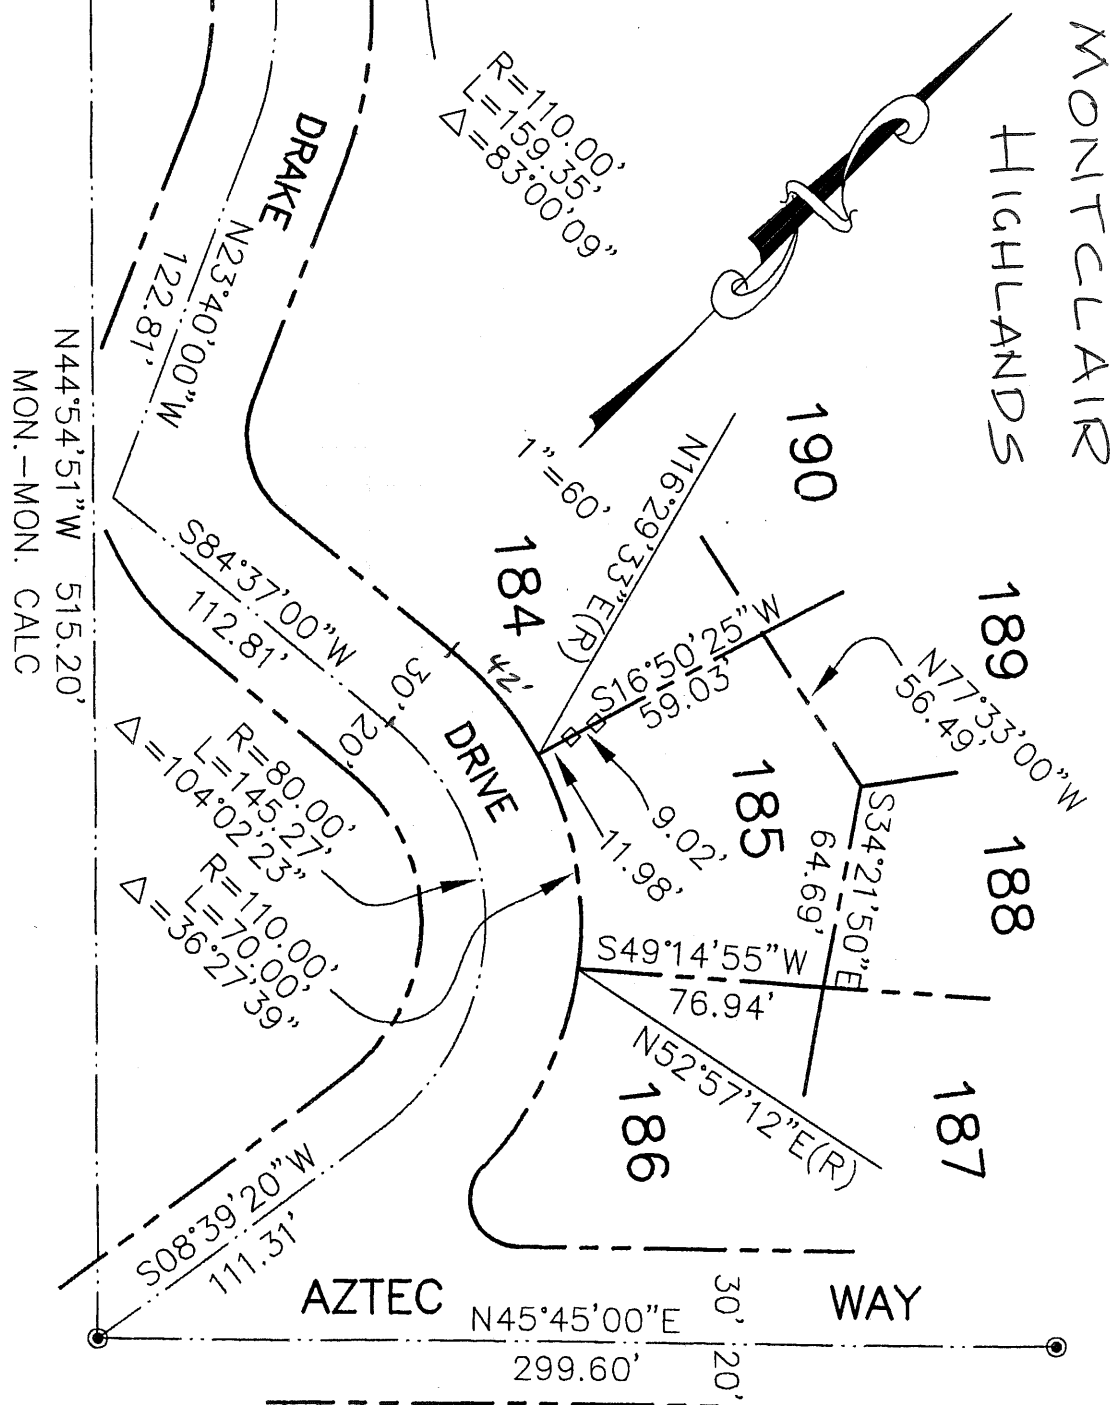 MONTCLAIR
HIGHLANDS
R=110.00'
L=159.35'
Δ=83°00'09"
DRAKE
N23°40'00"W
122.81'
N44°54'51"W 515.20'
MON.-MON. CALC
1"=60'
190
N16°29'33"E(R)
184
S84°37'00"W
112.81'
189
S16°50'25"W
59.03'
N77°33'00"W
56.49'
42'
30'
20'
DRIVE
R=80.00'
L=145.27'
Δ=104°02'23"
185
9.02'
11.98'
S34°21'50"E
64.69'
188
R=110.00'
L=70.00'
Δ=36°27'39"
S49°14'55"W
76.94'
N52°57'12"E(R)
186
187
S08°39'20"W
111.31'
AZTEC WAY
N45°45'00"E
299.60'
30'
20'